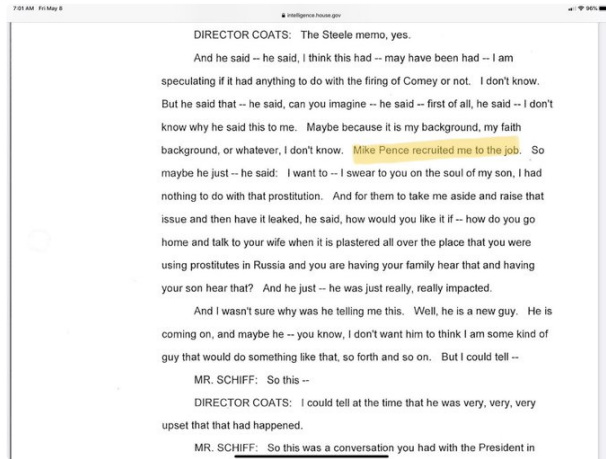 7:01 AM Fri May 8
intelligence.house.gov
96%
DIRECTOR COATS: The Steele memo, yes.
And he said -- he said, I think this had -- may have been had -- I am
speculating if it had anything to do with the firing of Comey or not. I don't know.
But he said that -- he said, can you imagine -- he said -- first of all, he said -- I don't
know why he said this to me. Maybe because it is my background, my faith
background, or whatever, I don't know. Mike Pence recruited me to the job. So
maybe he just -- he said: I want to -- I swear to you on the soul of my son, I had
nothing to do with that prostitution. And for them to take me aside and raise that
issue and then have it leaked, he said, how would you like it if -- how do you go
home and talk to your wife when it is plastered all over the place that you were
using prostitutes in Russia and you are having your family hear that and having
your son hear that? And he just -- he was just really, really impacted.
And I wasn't sure why was he telling me this. Well, he is a new guy. He is
coming on, and maybe he -- you know, I don't want him to think I am some kind of
guy that would do something like that, so forth and so on. But I could tell --
MR. SCHIFF: So this --
DIRECTOR COATS: I could tell at the time that he was very, very, very
upset that that had happened.
MR. SCHIFF: So this was a conversation you had with the President in